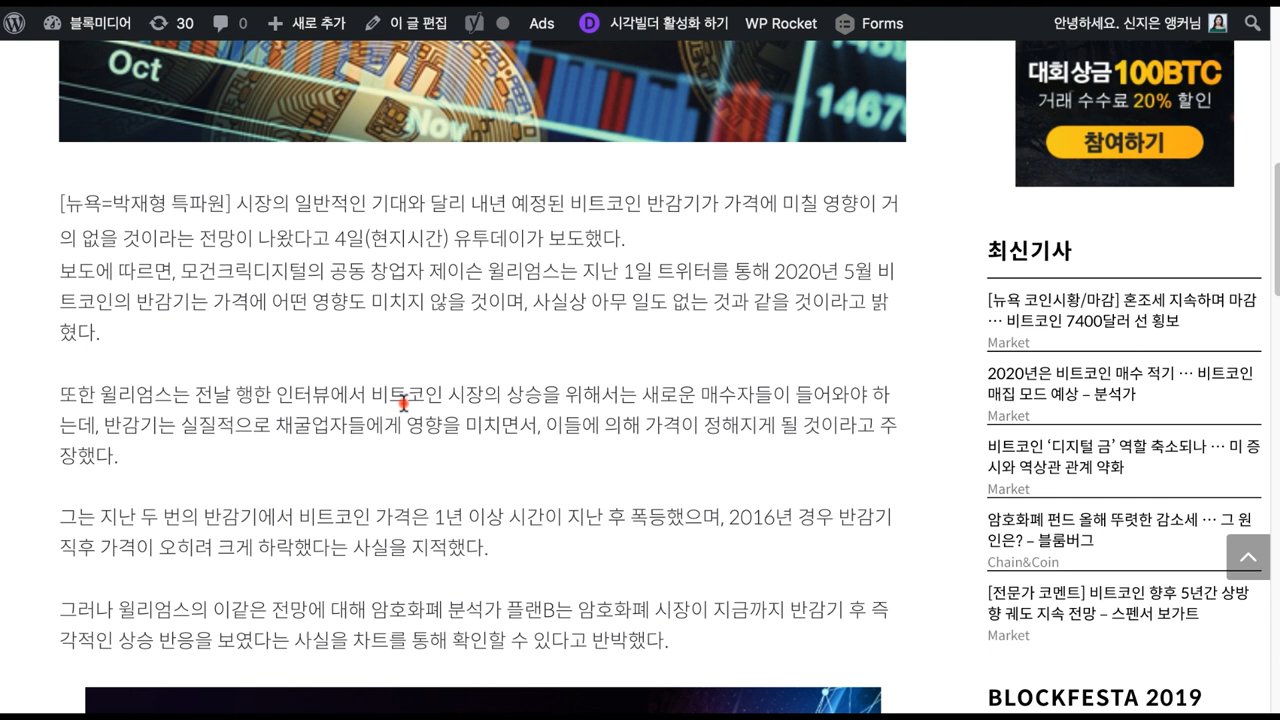 블록미디어 30 0 새로 추가 이 글 편집 Ads D 시각빌더 활성화 하기 WP Rocket Forms 안녕하세요. 신지은 앵커님
Oct
Nov
1467
대회상금 100BTC
거래 수수료 20% 할인
참여하기
[뉴욕=박재형 특파원] 시장의 일반적인 기대와 달리 내년 예정된 비트코인 반감기가 가격에 미칠 영향이 거
의 없을 것이라는 전망이 나왔다고 4일(현지시간) 유투데이가 보도했다.
보도에 따르면, 모건크릭디지털의 공동 창업자 제이슨 윌리엄스는 지난 1일 트위터를 통해 2020년 5월 비
트코인의 반감기는 가격에 어떤 영향도 미치지 않을 것이며, 사실상 아무 일도 없는 것과 같을 것이라고 밝
혔다.
또한 윌리엄스는 전날 행한 인터뷰에서 비트코인 시장의 상승을 위해서는 새로운 매수자들이 들어와야 하
는데, 반감기는 실질적으로 채굴업자들에게 영향을 미치면서, 이들에 의해 가격이 정해지게 될 것이라고 주
장했다.
그는 지난 두 번의 반감기에서 비트코인 가격은 1년 이상 시간이 지난 후 폭등했으며, 2016년 경우 반감기
직후 가격이 오히려 크게 하락했다는 사실을 지적했다.
그러나 윌리엄스의 이같은 전망에 대해 암호화폐 분석가 플랜B는 암호화폐 시장이 지금까지 반감기 후 즉
각적인 상승 반응을 보였다는 사실을 차트를 통해 확인할 수 있다고 반박했다.
최신기사
[뉴욕 코인시황/마감] 혼조세 지속하며 마감
… 비트코인 7400달러 선 횡보
Market
2020년은 비트코인 매수 적기 … 비트코인
매집 모드 예상 – 분석가
Market
비트코인 ‘디지털 금’ 역할 축소되나 … 미 증
시와 역상관 관계 약화
Market
암호화폐 펀드 올해 뚜렷한 감소세 … 그 원
인은? – 블룸버그
Chain&Coin
[전문가 코멘트] 비트코인 향후 5년간 상방
향 궤도 지속 전망 – 스펜서 보가트
Market
BLOCKFESTA 2019